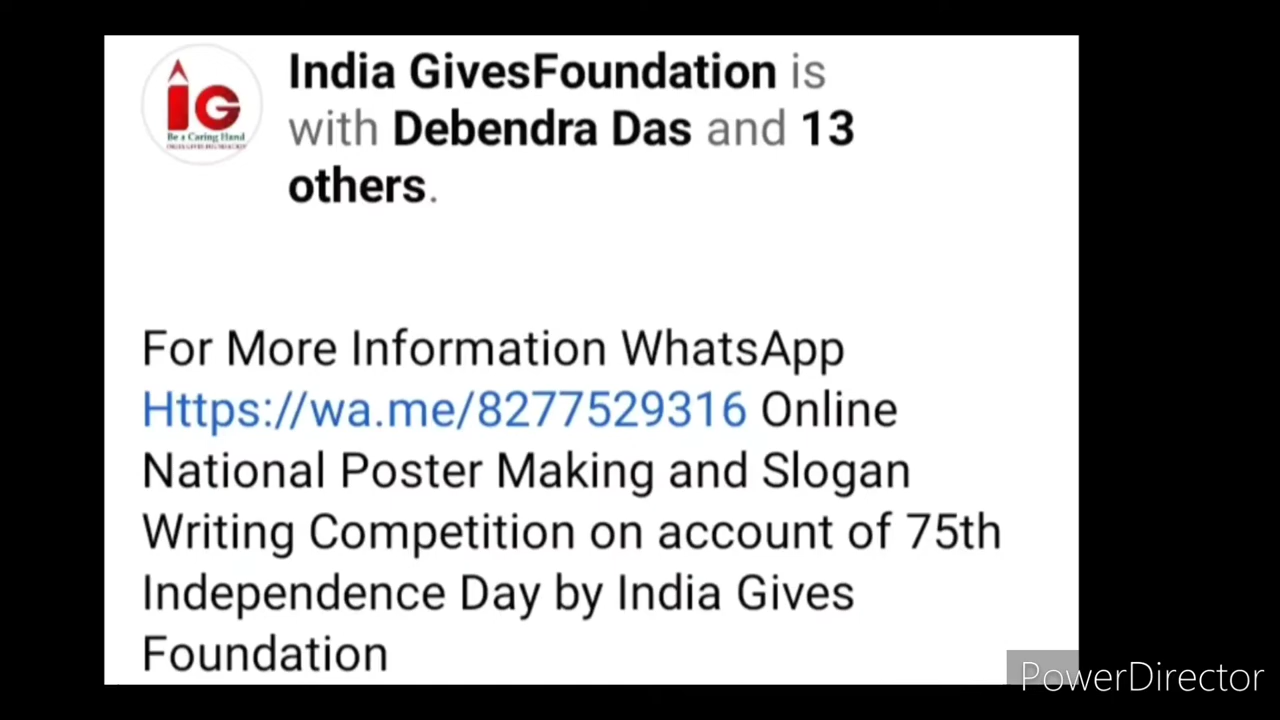 India GivesFoundation is
with Debendra Das and 13
others.
iG
Be a Caring Hand
For More Information WhatsApp
Https://wa.me/8277529316 Online
National Poster Making and Slogan
Writing Competition on account of 75th
Independence Day by India Gives
Foundation
PowerDirector